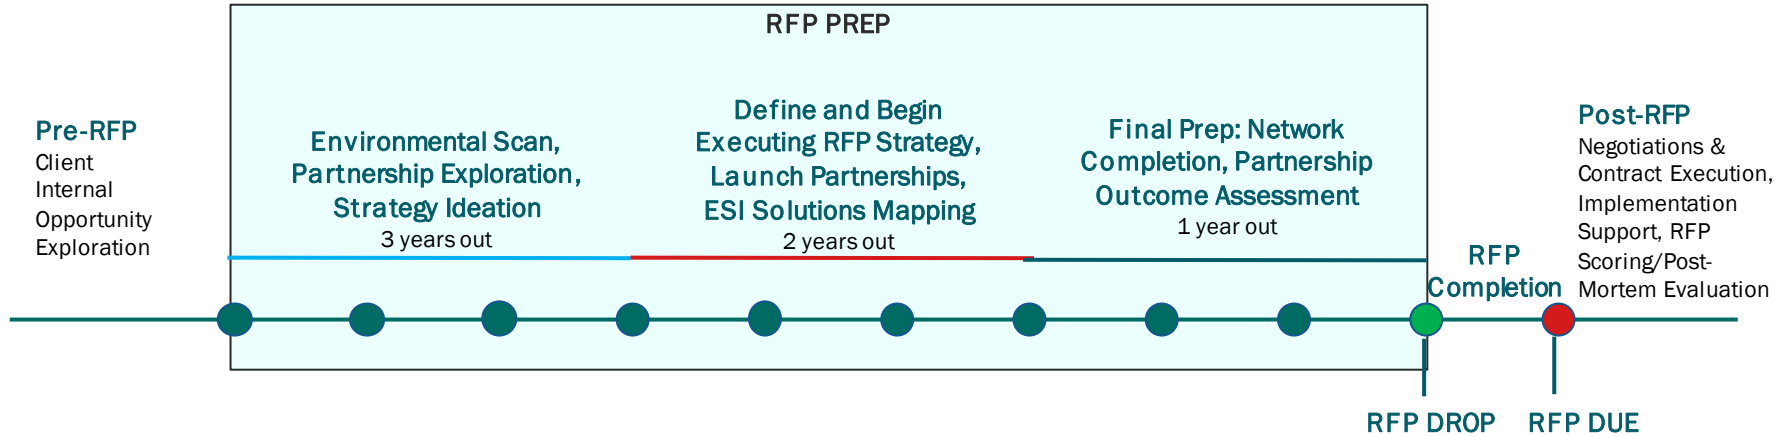 RFP PREP
Pre-RFP
Client
Internal
Opportunity
Exploration
Environmental Scan,
Partnership Exploration,
Strategy Ideation
3 years out
Define and Begin
Executing RFP Strategy,
Launch Partnerships,
ESI Solutions Mapping
2 years out
Final Prep: Network
Completion, Partnership
Outcome Assessment
1 year out
RFP
Completion
Post-RFP
Negotiations &
Contract Execution,
Implementation
Support, RFP
Scoring/Post-
Mortem Evaluation
RFP DROP
RFP DUE